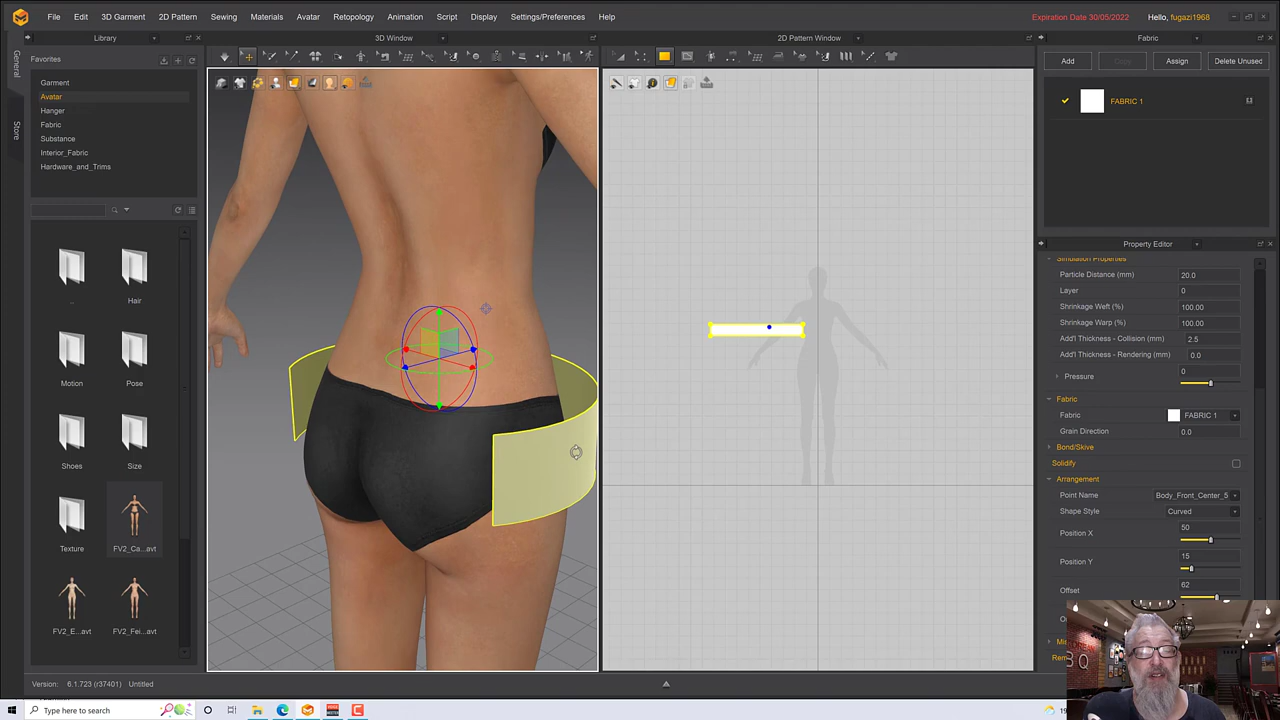 File Edit 3D Garment 2D Pattern Sewing Materials Avatar Retopology Animation Script Display Settings/Preferences Help
Expiration Date 30/05/2022 Hello, fugazi1968
Library
3D Window
2D Pattern Window
Fabric
General
Store
Favorites
Garment
Avatar
Hanger
Fabric
Substance
Interior_Fabric
Hardware_and_Trims
..
Hair
Motion
Pose
Shoes
Size
Texture
FV2_Ca...avt
FV2_E...avt
FV2_Fei...avt
Add
Copy
Assign
Delete Unused
FABRIC 1
Property Editor
Simulation Properties
Particle Distance (mm) 20.0
Layer 0
Shrinkage Weft (%) 100.00
Shrinkage Warp (%) 100.00
Add'l Thickness - Collision (mm) 2.5
Add'l Thickness - Rendering (mm) 0.0
Pressure 0
Fabric
Fabric FABRIC 1
Grain Direction 0.0
Bond/Skive
Solidify
Arrangement
Point Name Body_Front_Center_5
Shape Style Curved
Position X 50
Position Y 15
Offset 62
Version: 6.1.723 (r37401) Untitled
Type here to search